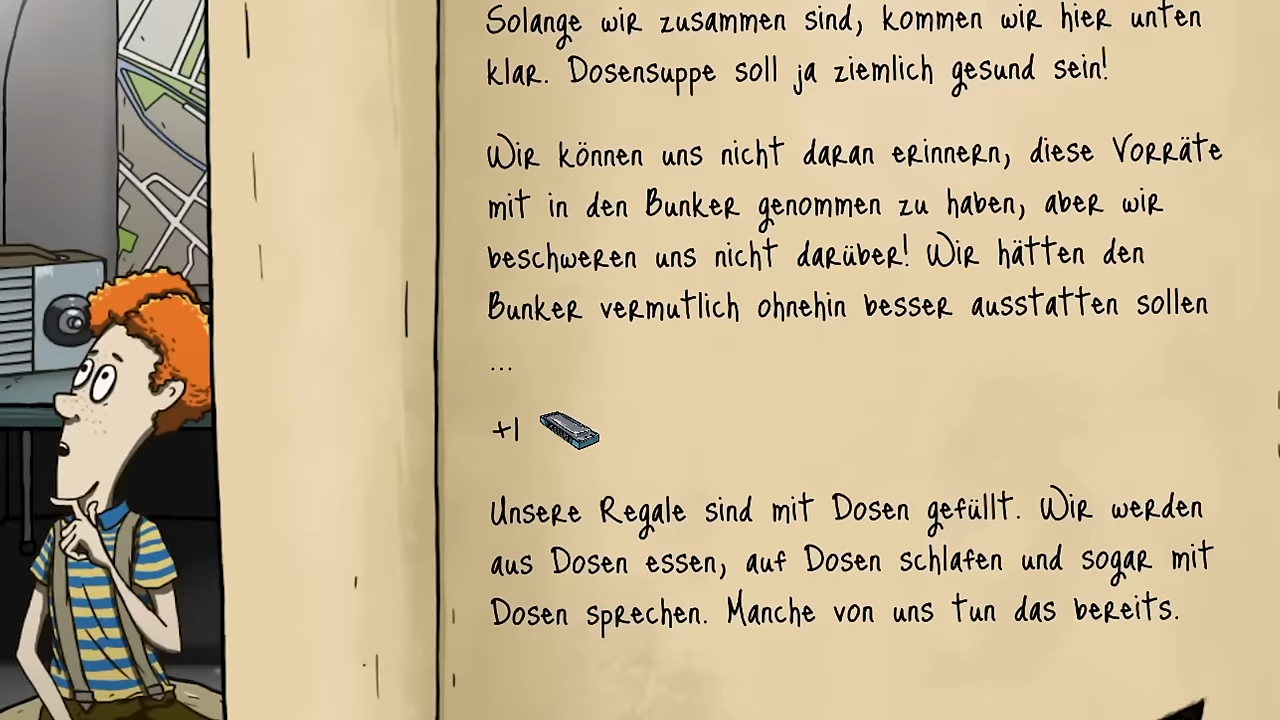 Solange wir zusammen sind, kommen wir hier unten
klar. Dosensuppe soll ja ziemlich gesund sein!
Wir können uns nicht daran erinnern, diese Vorräte
mit in den Bunker genommen zu haben, aber wir
beschweren uns nicht darüber! Wir hätten den
Bunker vermutlich ohnehin besser ausstatten sollen
...
+1
Unsere Regale sind mit Dosen gefüllt. Wir werden
aus Dosen essen, auf Dosen schlafen und sogar mit
Dosen sprechen. Manche von uns tun das bereits.